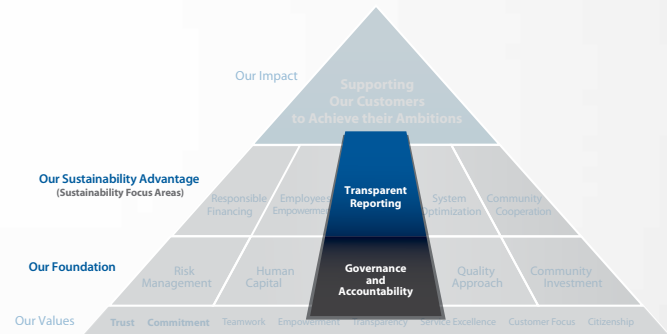 Our Impact
Supporting
Our Customers
to Achieve their Ambitions
Our Sustainability Advantage
(Sustainability Focus Areas)
Responsible
Financing
Employees
Empowerment
Transparent
Reporting
System
Optimization
Community
Cooperation
Our Foundation
Risk
Management
Human
Capital
Governance
and
Accountability
Quality
Approach
Community
Investment
Our Values
Trust Commitment Teamwork Empowerment Transparency Service Excellence Customer Focus Citizenship